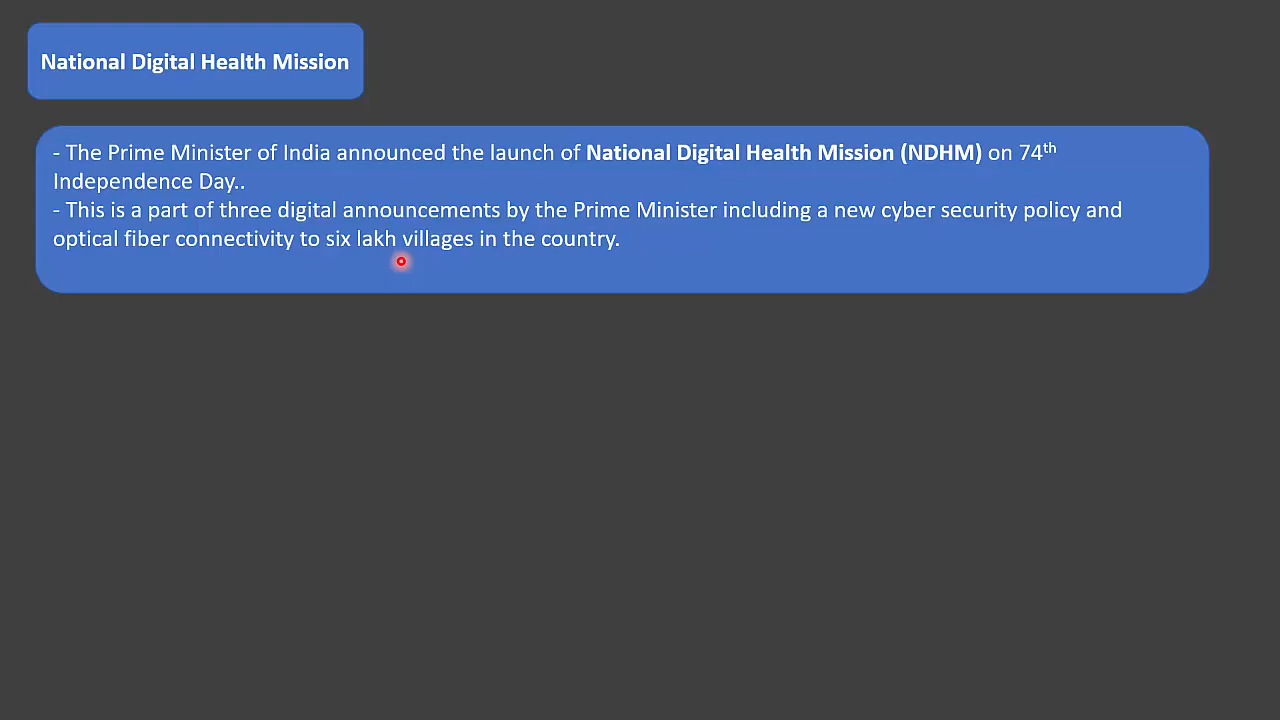 National Digital Health Mission
- The Prime Minister of India announced the launch of National Digital Health Mission (NDHM) on 74th
Independence Day..
- This is a part of three digital announcements by the Prime Minister including a new cyber security policy and
optical fiber connectivity to six lakh villages in the country.